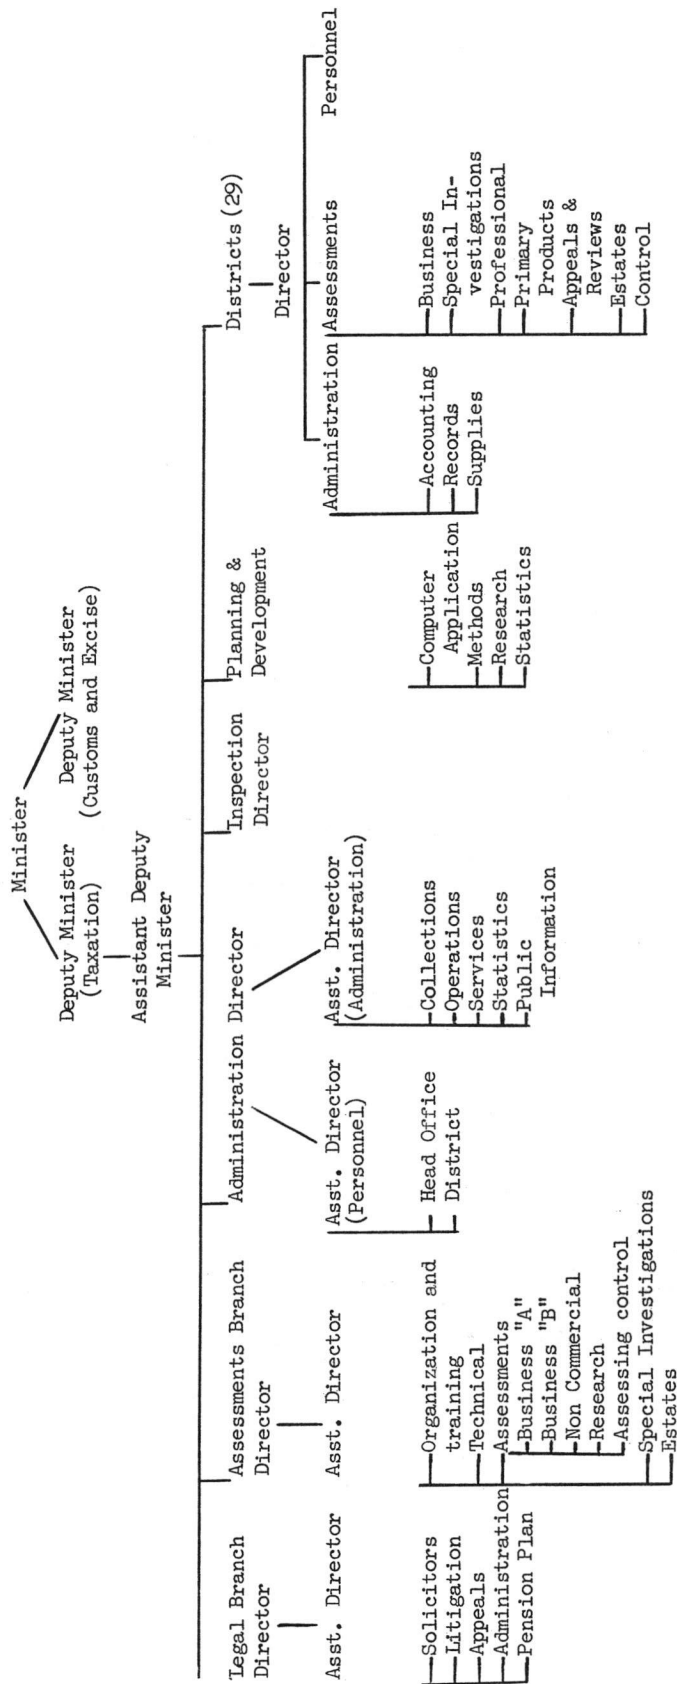 Minister
Deputy Minister
(Taxation)
Deputy Minister
(Customs and Excise)
Assistant Deputy
Minister
Legal Branch
Director
Asst. Director
Solicitors
Litigation
Appeals
Administration
Pension Plan
Assessments Branch
Director
Asst. Director
Organization and
training
Technical
Assessments
Business "A"
Business "B"
Non Commercial
Research
Assessing control
Special Investigations
Estates
Administration Director
Asst. Director
(Personnel)
Head Office
District
Asst. Director
(Administration)
Collections
Operations
Services
Statistics
Public
Information
Inspection
Director
Planning &
Development
Computer
Application
Methods
Research
Statistics
Districts (29)
Director
Administration
Accounting
Records
Supplies
Assessments
Business
Special In-
vestigations
Professional
Primary
Products
Appeals &
Reviews
Estates
Control
Personnel